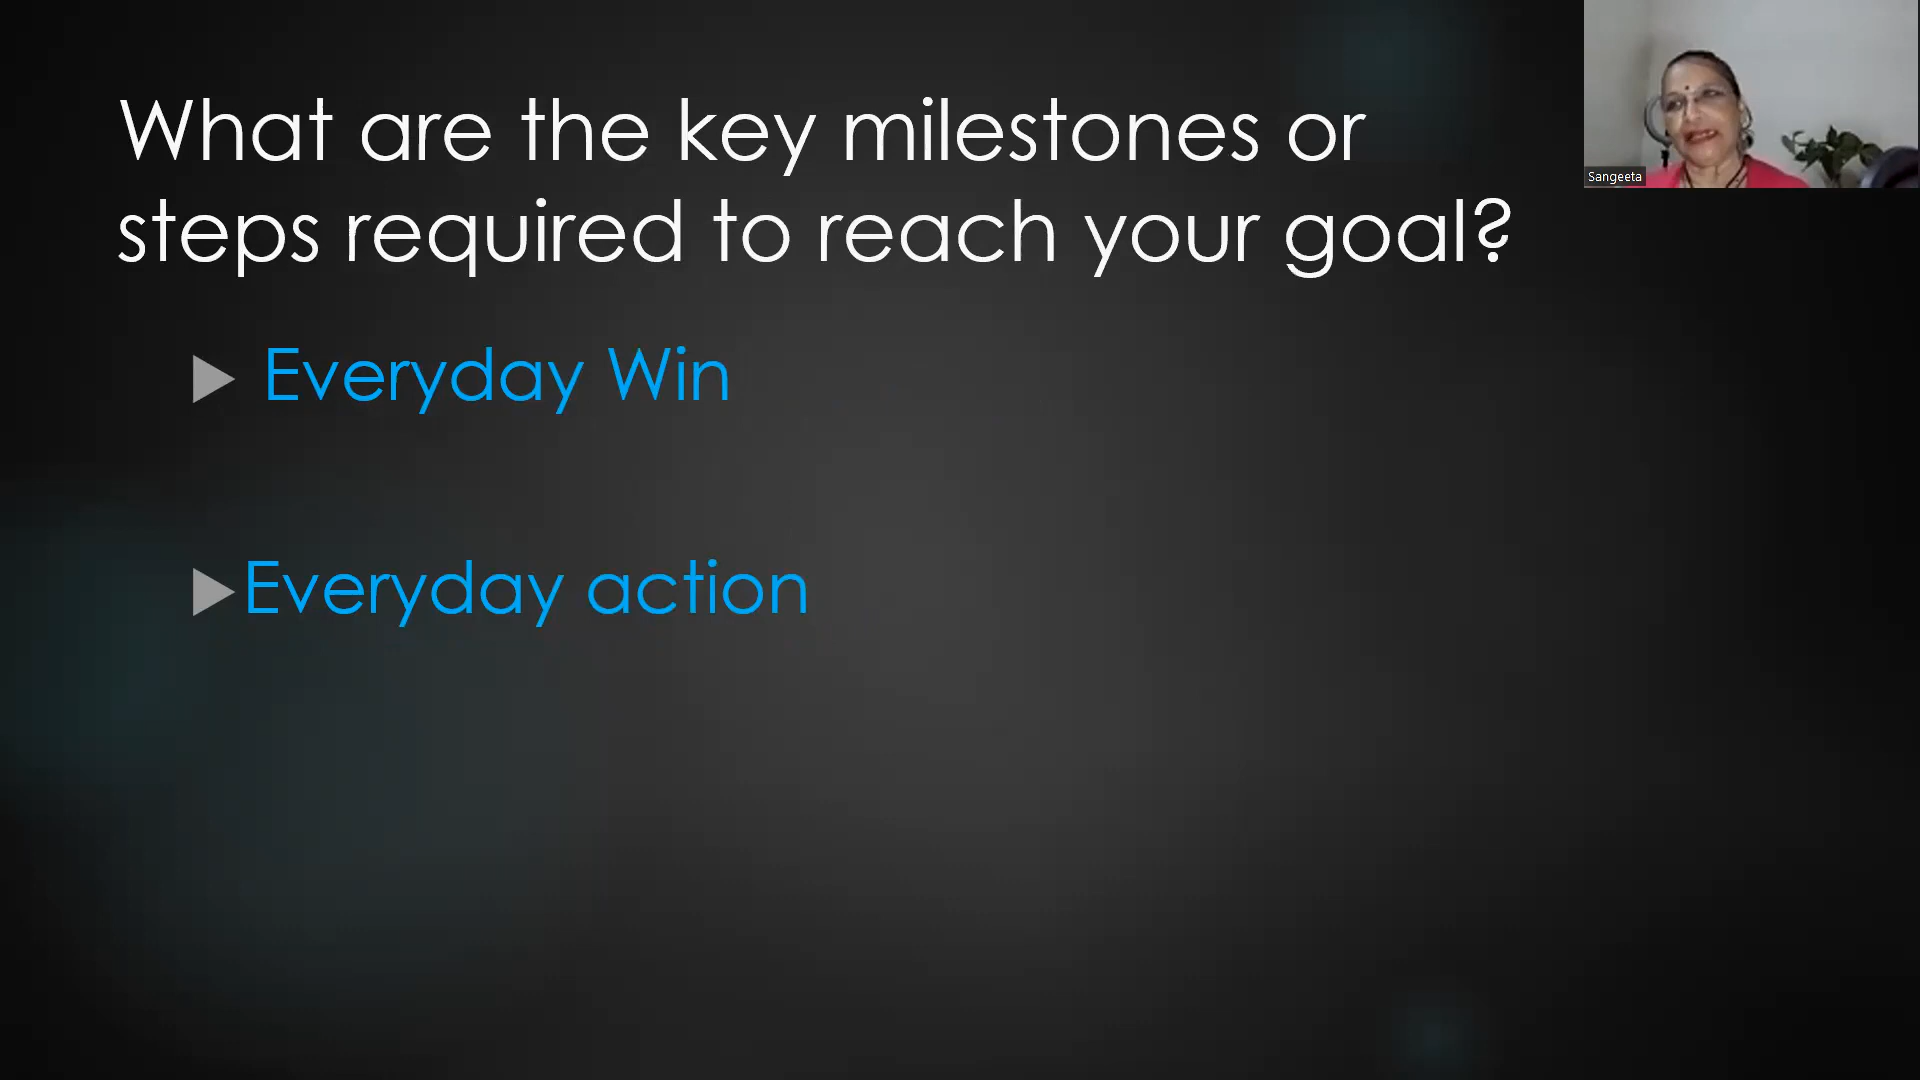 What are the key milestones or
steps required to reach your goal?
Everyday Win
Everyday action
Sangeeta